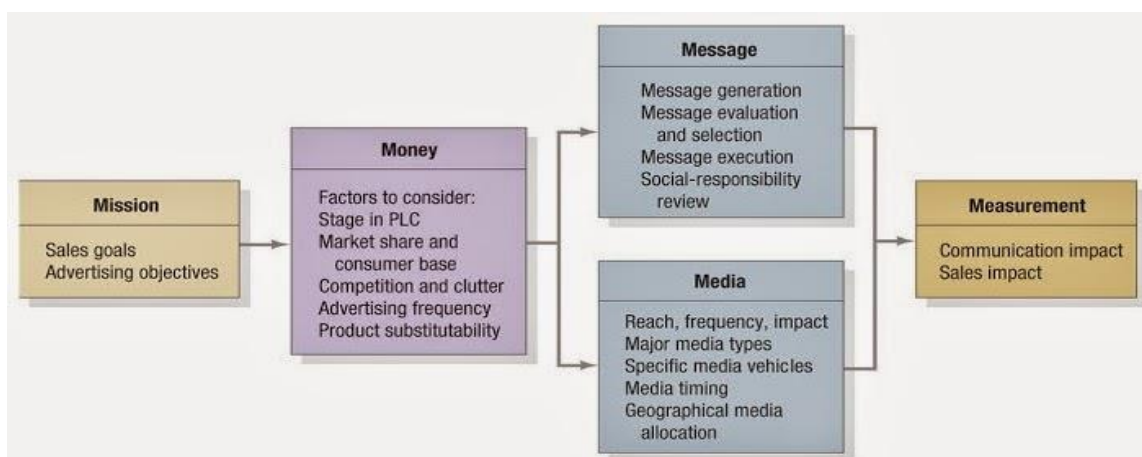 Mission
Sales goals
Advertising objectives
Money
Factors to consider:
Stage in PLC
Market share and
consumer base
Competition and clutter
Advertising frequency
Product substitutability
Message
Message generation
Message evaluation
and selection
Message execution
Social-responsibility
review
Media
Reach, frequency, impact
Major media types
Specific media vehicles
Media timing
Geographical media
allocation
Measurement
Communication impact
Sales impact